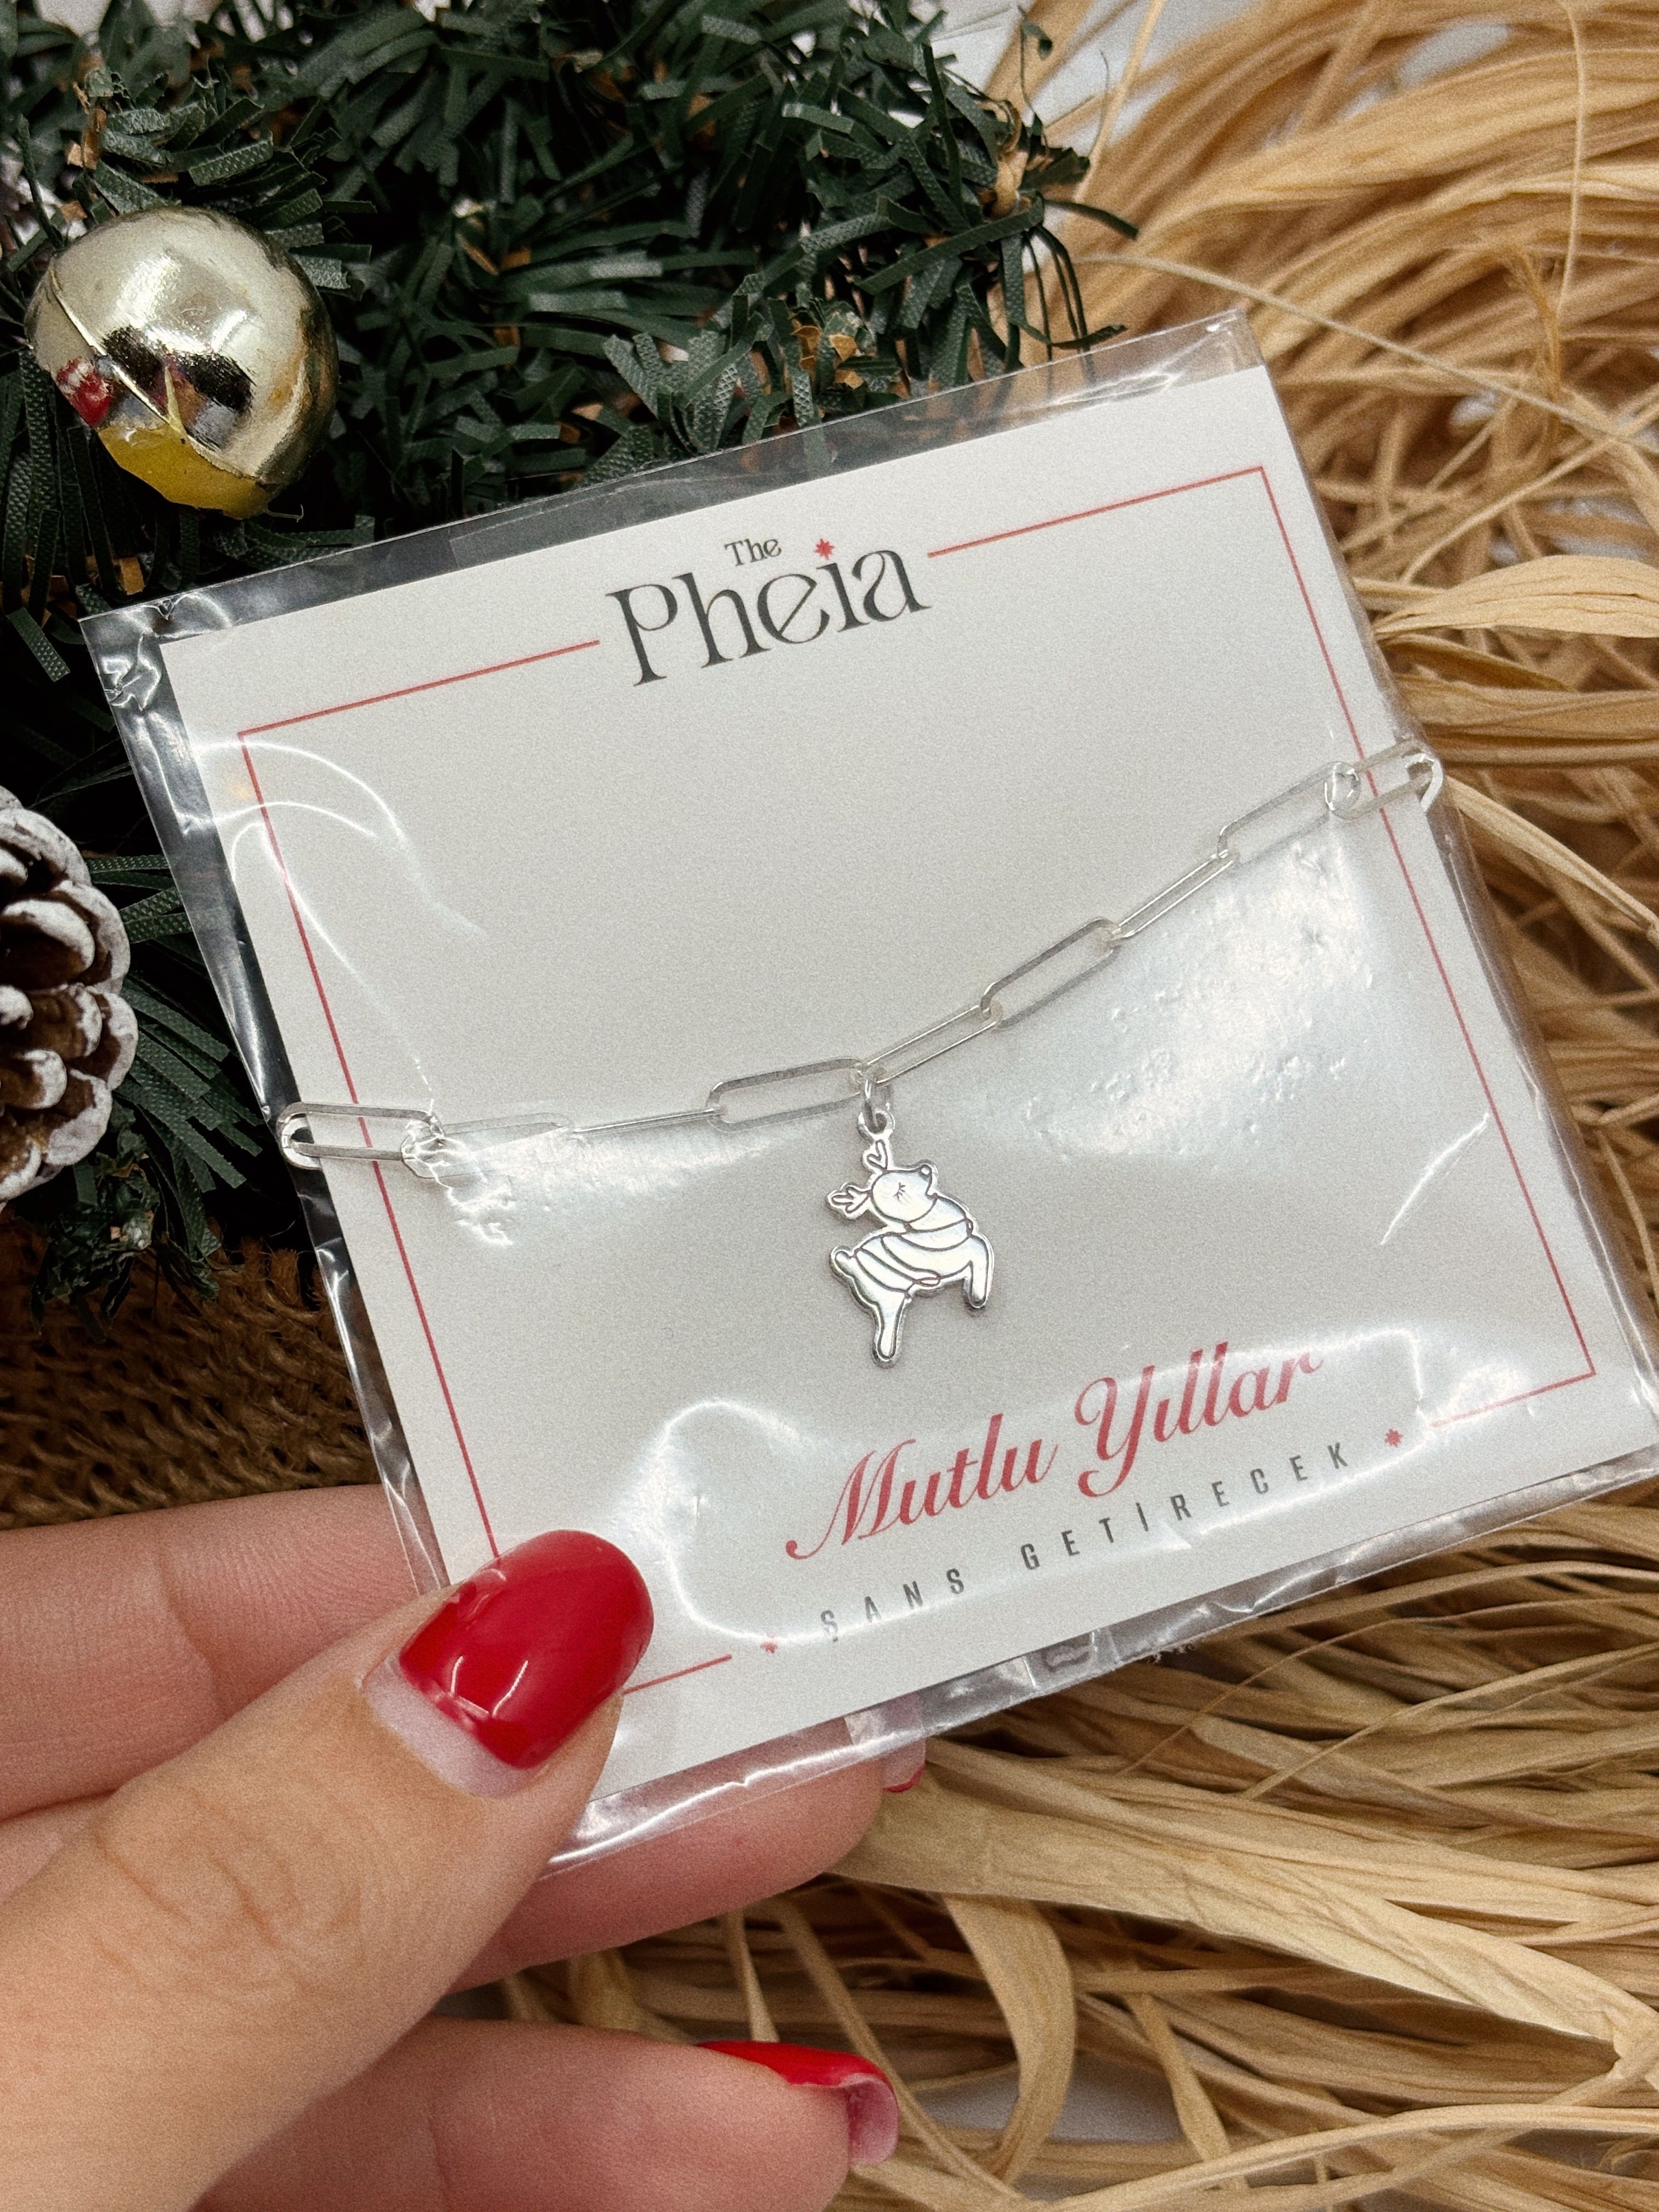 The
Pheia
Mutlu Yıllar
ŞANS GETİRECEK